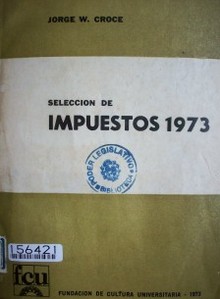 JORGE W. CROCE
SELECCION DE
IMPUESTOS 1973
PODER LEGISLATIVO
BIBLIOTECA
156421
fcu
FUNDACION DE CULTURA UNIVERSITARIA - 1973